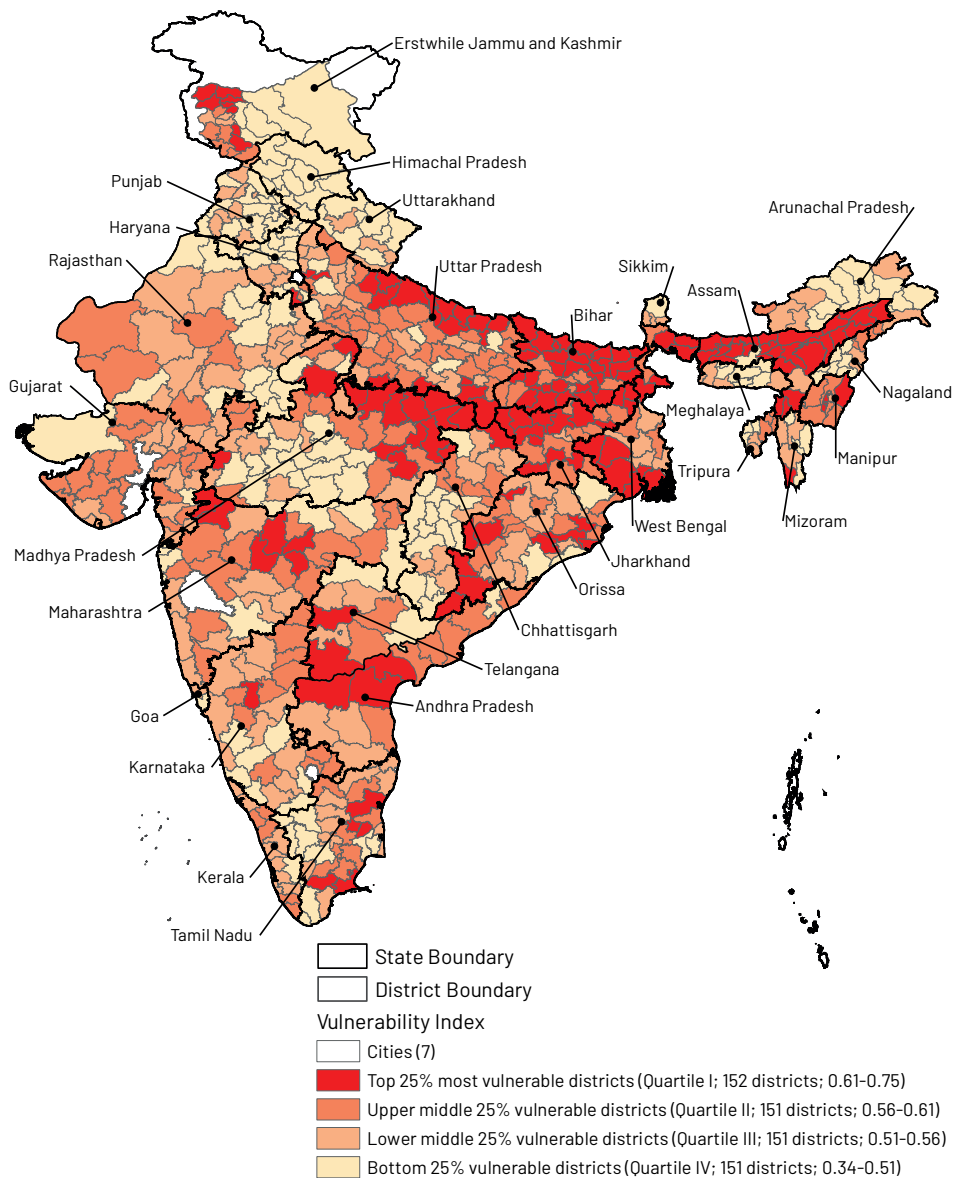 Erstwhile Jammu and Kashmir
Himachal Pradesh
Punjab
Uttarakhand
Arunachal Pradesh
Haryana
Rajasthan
Uttar Pradesh
Sikkim
Assam
Bihar
Gujarat
Nagaland
Meghalaya
Manipur
Tripura
Mizoram
West Bengal
Madhya Pradesh
Jharkhand
Orissa
Maharashtra
Chhattisgarh
Telangana
Andhra Pradesh
Goa
Karnataka
Kerala
Tamil Nadu
State Boundary
District Boundary
Vulnerability Index
Cities (7)
Top 25% most vulnerable districts (Quartile I; 152 districts; 0.61-0.75)
Upper middle 25% vulnerable districts (Quartile II; 151 districts; 0.56-0.61)
Lower middle 25% vulnerable districts (Quartile III; 151 districts; 0.51-0.56)
Bottom 25% vulnerable districts (Quartile IV; 151 districts; 0.34-0.51)